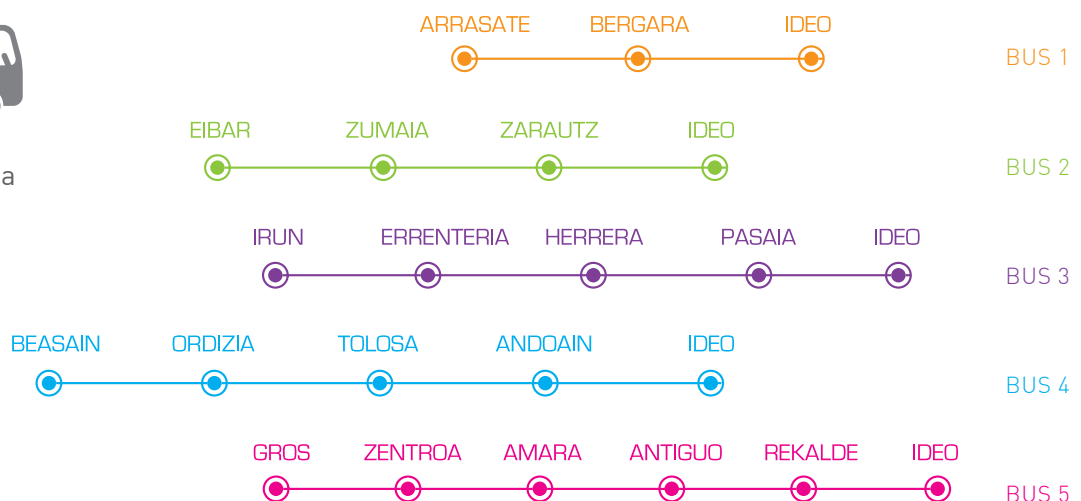 ARRASATE BERGARA IDEO
BUS 1
EIBAR ZUMAIA ZARAUTZ IDEO
BUS 2
a
IRUN ERRENTERIA HERRERA PASAIA IDEO
BUS 3
BEASAIN ORDIZIA TOLOSA ANDOAIN IDEO
BUS 4
GROS ZENTROA AMARA ANTIGUO REKALDE IDEO
BUS 5